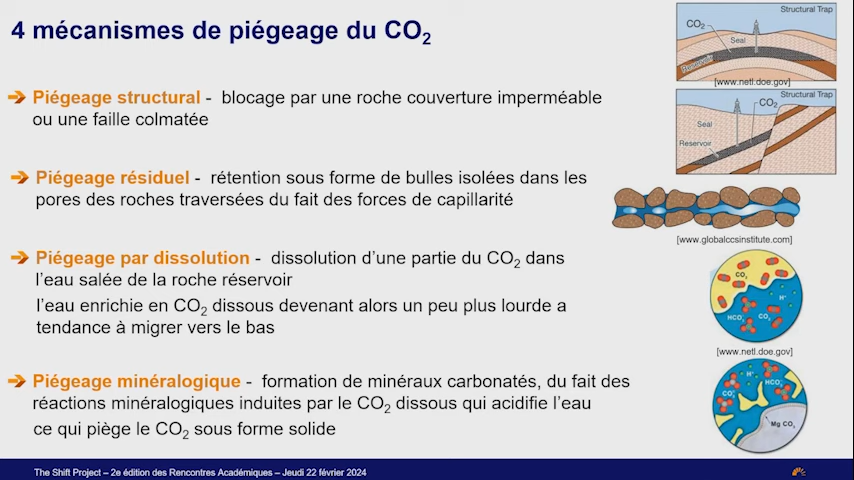 4 mécanismes de piégeage du CO₂
Piégeage structural - blocage par une roche couverture imperméable
ou une faille colmatée
Piégeage résiduel - rétention sous forme de bulles isolées dans les
pores des roches traversées du fait des forces de capillarité
Piégeage par dissolution - dissolution d’une partie du CO₂ dans
l’eau salée de la roche réservoir
l’eau enrichie en CO₂ dissous devenant alors un peu plus lourde a
tendance à migrer vers le bas
Piégeage minéralogique - formation de minéraux carbonatés, du fait des
réactions minéralogiques induites par le CO₂ dissous qui acidifie l’eau
ce qui piège le CO₂ sous forme solide
Structural Trap
CO₂
Seal
Reservoir
[www.netl.doe.gov]
Structural Trap
CO₂
Seal
Reservoir
[www.globalccsinstitute.com]
CO₂
H⁺
HCO₃⁻ CO₂
[www.netl.doe.gov]
H⁺
HCO₃⁻
CO₂
H⁺
Mg CO₃
The Shift Project – 2e édition des Rencontres Académiques – Jeudi 22 février 2024